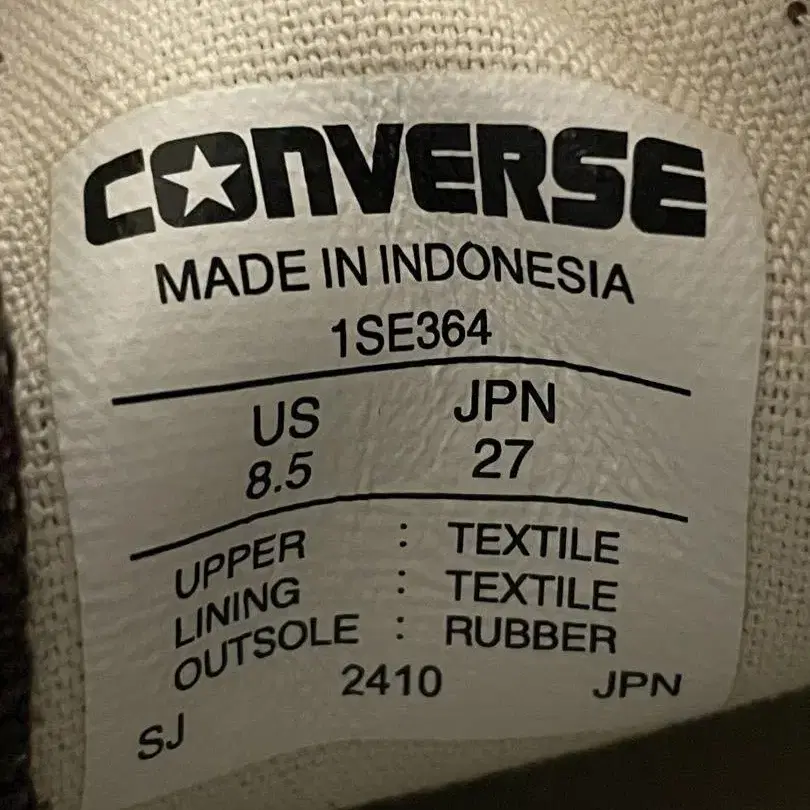 CONVERSE
MADE IN INDONESIA
1SE364
US JPN
8.5 27
UPPER : TEXTILE
LINING : TEXTILE
OUTSOLE : RUBBER
2410 JPN
SJ